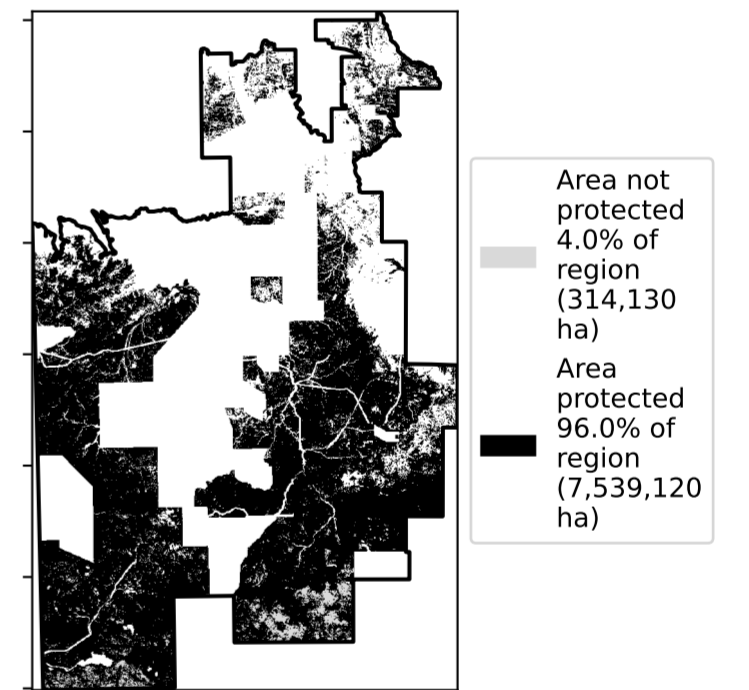 Area not
protected
4.0% of
region
(314,130
ha)
Area
protected
96.0% of
region
(7,539,120
ha)